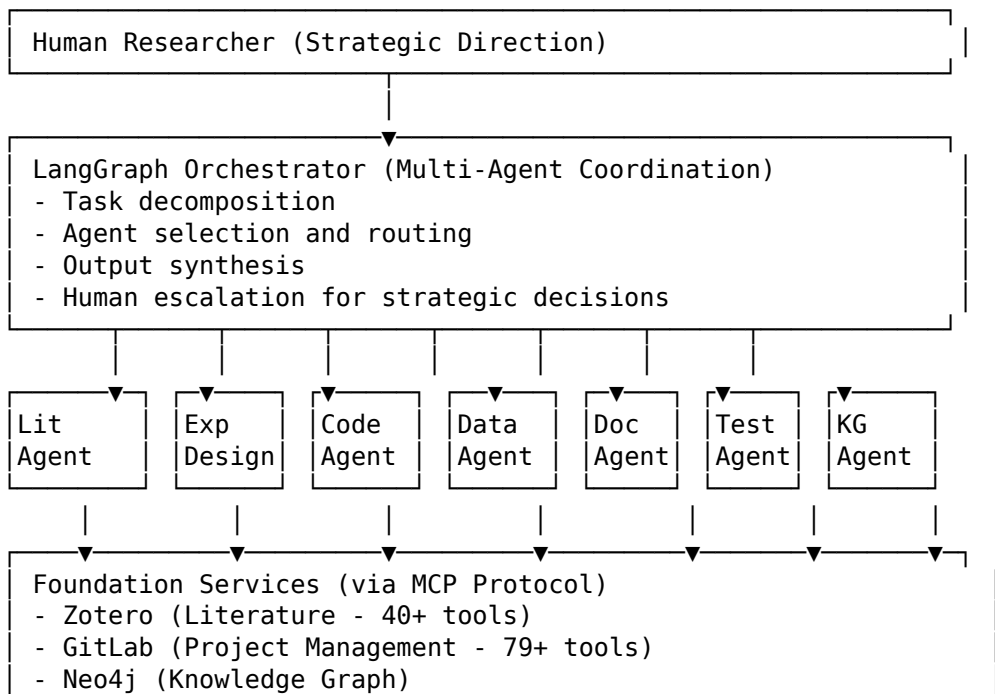 Human Researcher (Strategic Direction)
LangGraph Orchestrator (Multi-Agent Coordination)
- Task decomposition
- Agent selection and routing
- Output synthesis
- Human escalation for strategic decisions
Lit Exp Code Data Doc Test KG
Agent Design Agent Agent Agent Agent Agent
Foundation Services (via MCP Protocol)
- Zotero (Literature - 40+ tools)
- GitLab (Project Management - 79+ tools)
- Neo4j (Knowledge Graph)